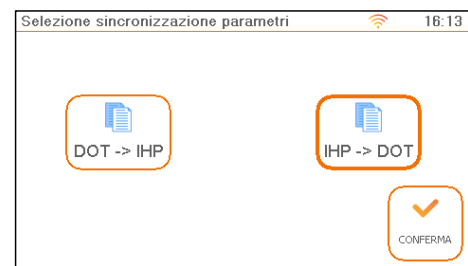 Selezione sincronizzazione parametri 16:13
DOT -> IHP
IHP -> DOT
CONFERMA